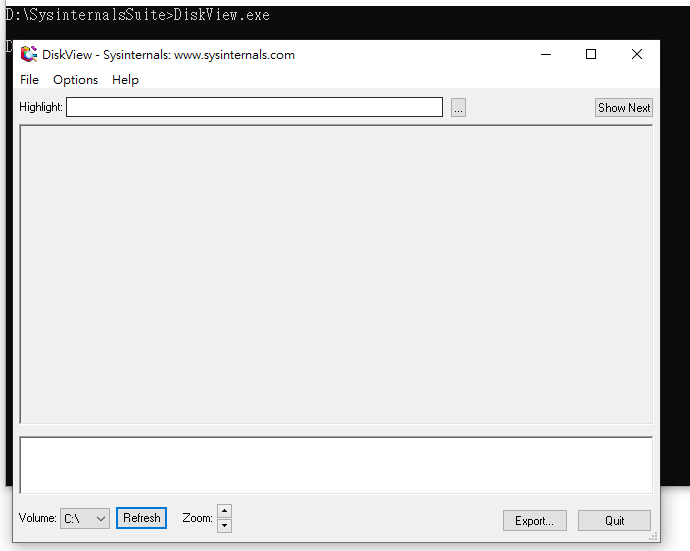 D:\SysinternalsSuite>DiskView.exe
D
DiskView - Sysinternals: www.sysinternals.com
File Options Help
Highlight: ... Show Next
Volume: C:\ Refresh Zoom: Export... Quit